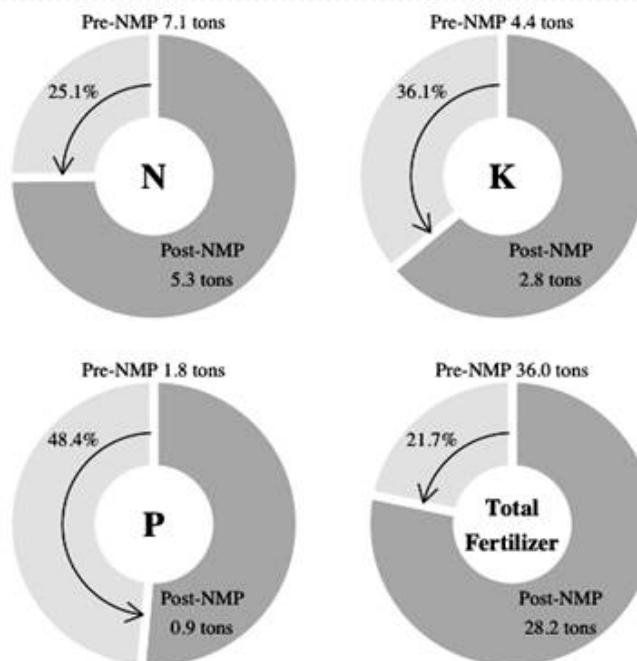 Pre-NMP 7.1 tons
25.1%
N
Post-NMP
5.3 tons
Pre-NMP 4.4 tons
36.1%
K
Post-NMP
2.8 tons
Pre-NMP 1.8 tons
48.4%
P
Post-NMP
0.9 tons
Pre-NMP 36.0 tons
21.7%
Total
Fertilizer
Post-NMP
28.2 tons